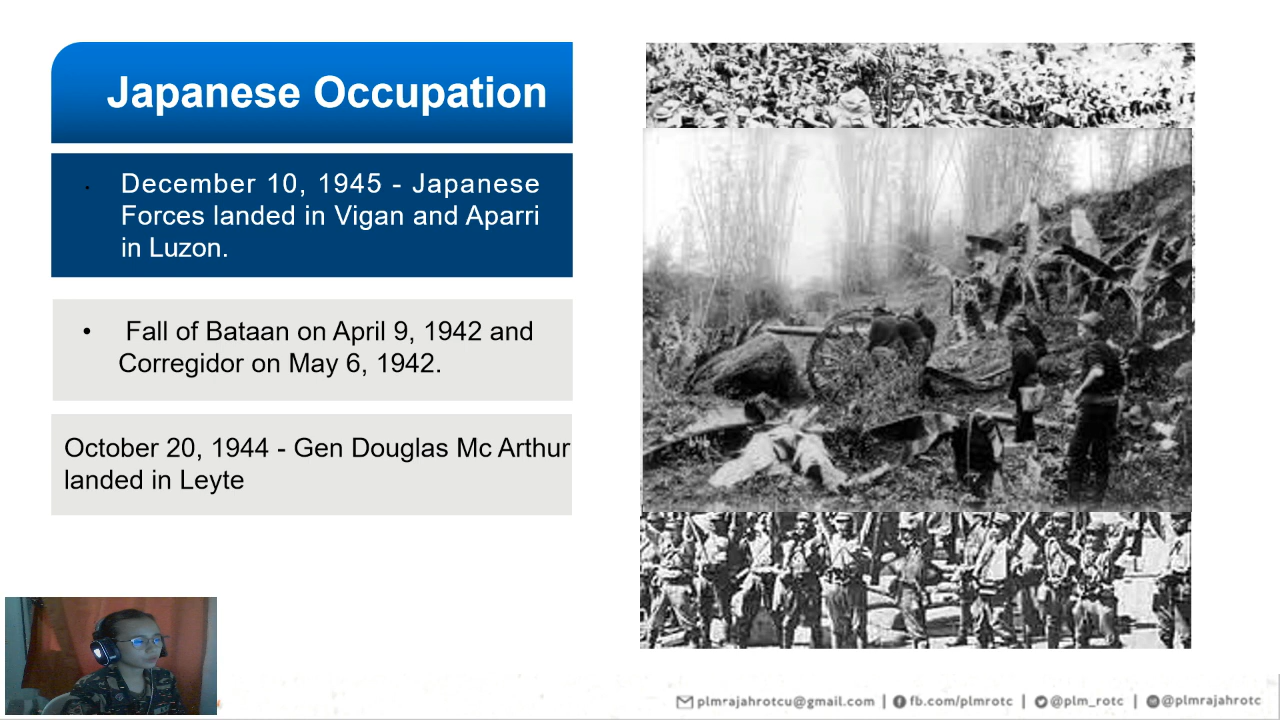 Japanese Occupation
• December 10, 1945 - Japanese
Forces landed in Vigan and Aparri
in Luzon.
• Fall of Bataan on April 9, 1942 and
Corregidor on May 6, 1942.
October 20, 1944 - Gen Douglas Mc Arthur
landed in Leyte
plmrajahrotcu@gmail.com | fb.com/plmrotc | @plm_rotc | @plmrajahrotc